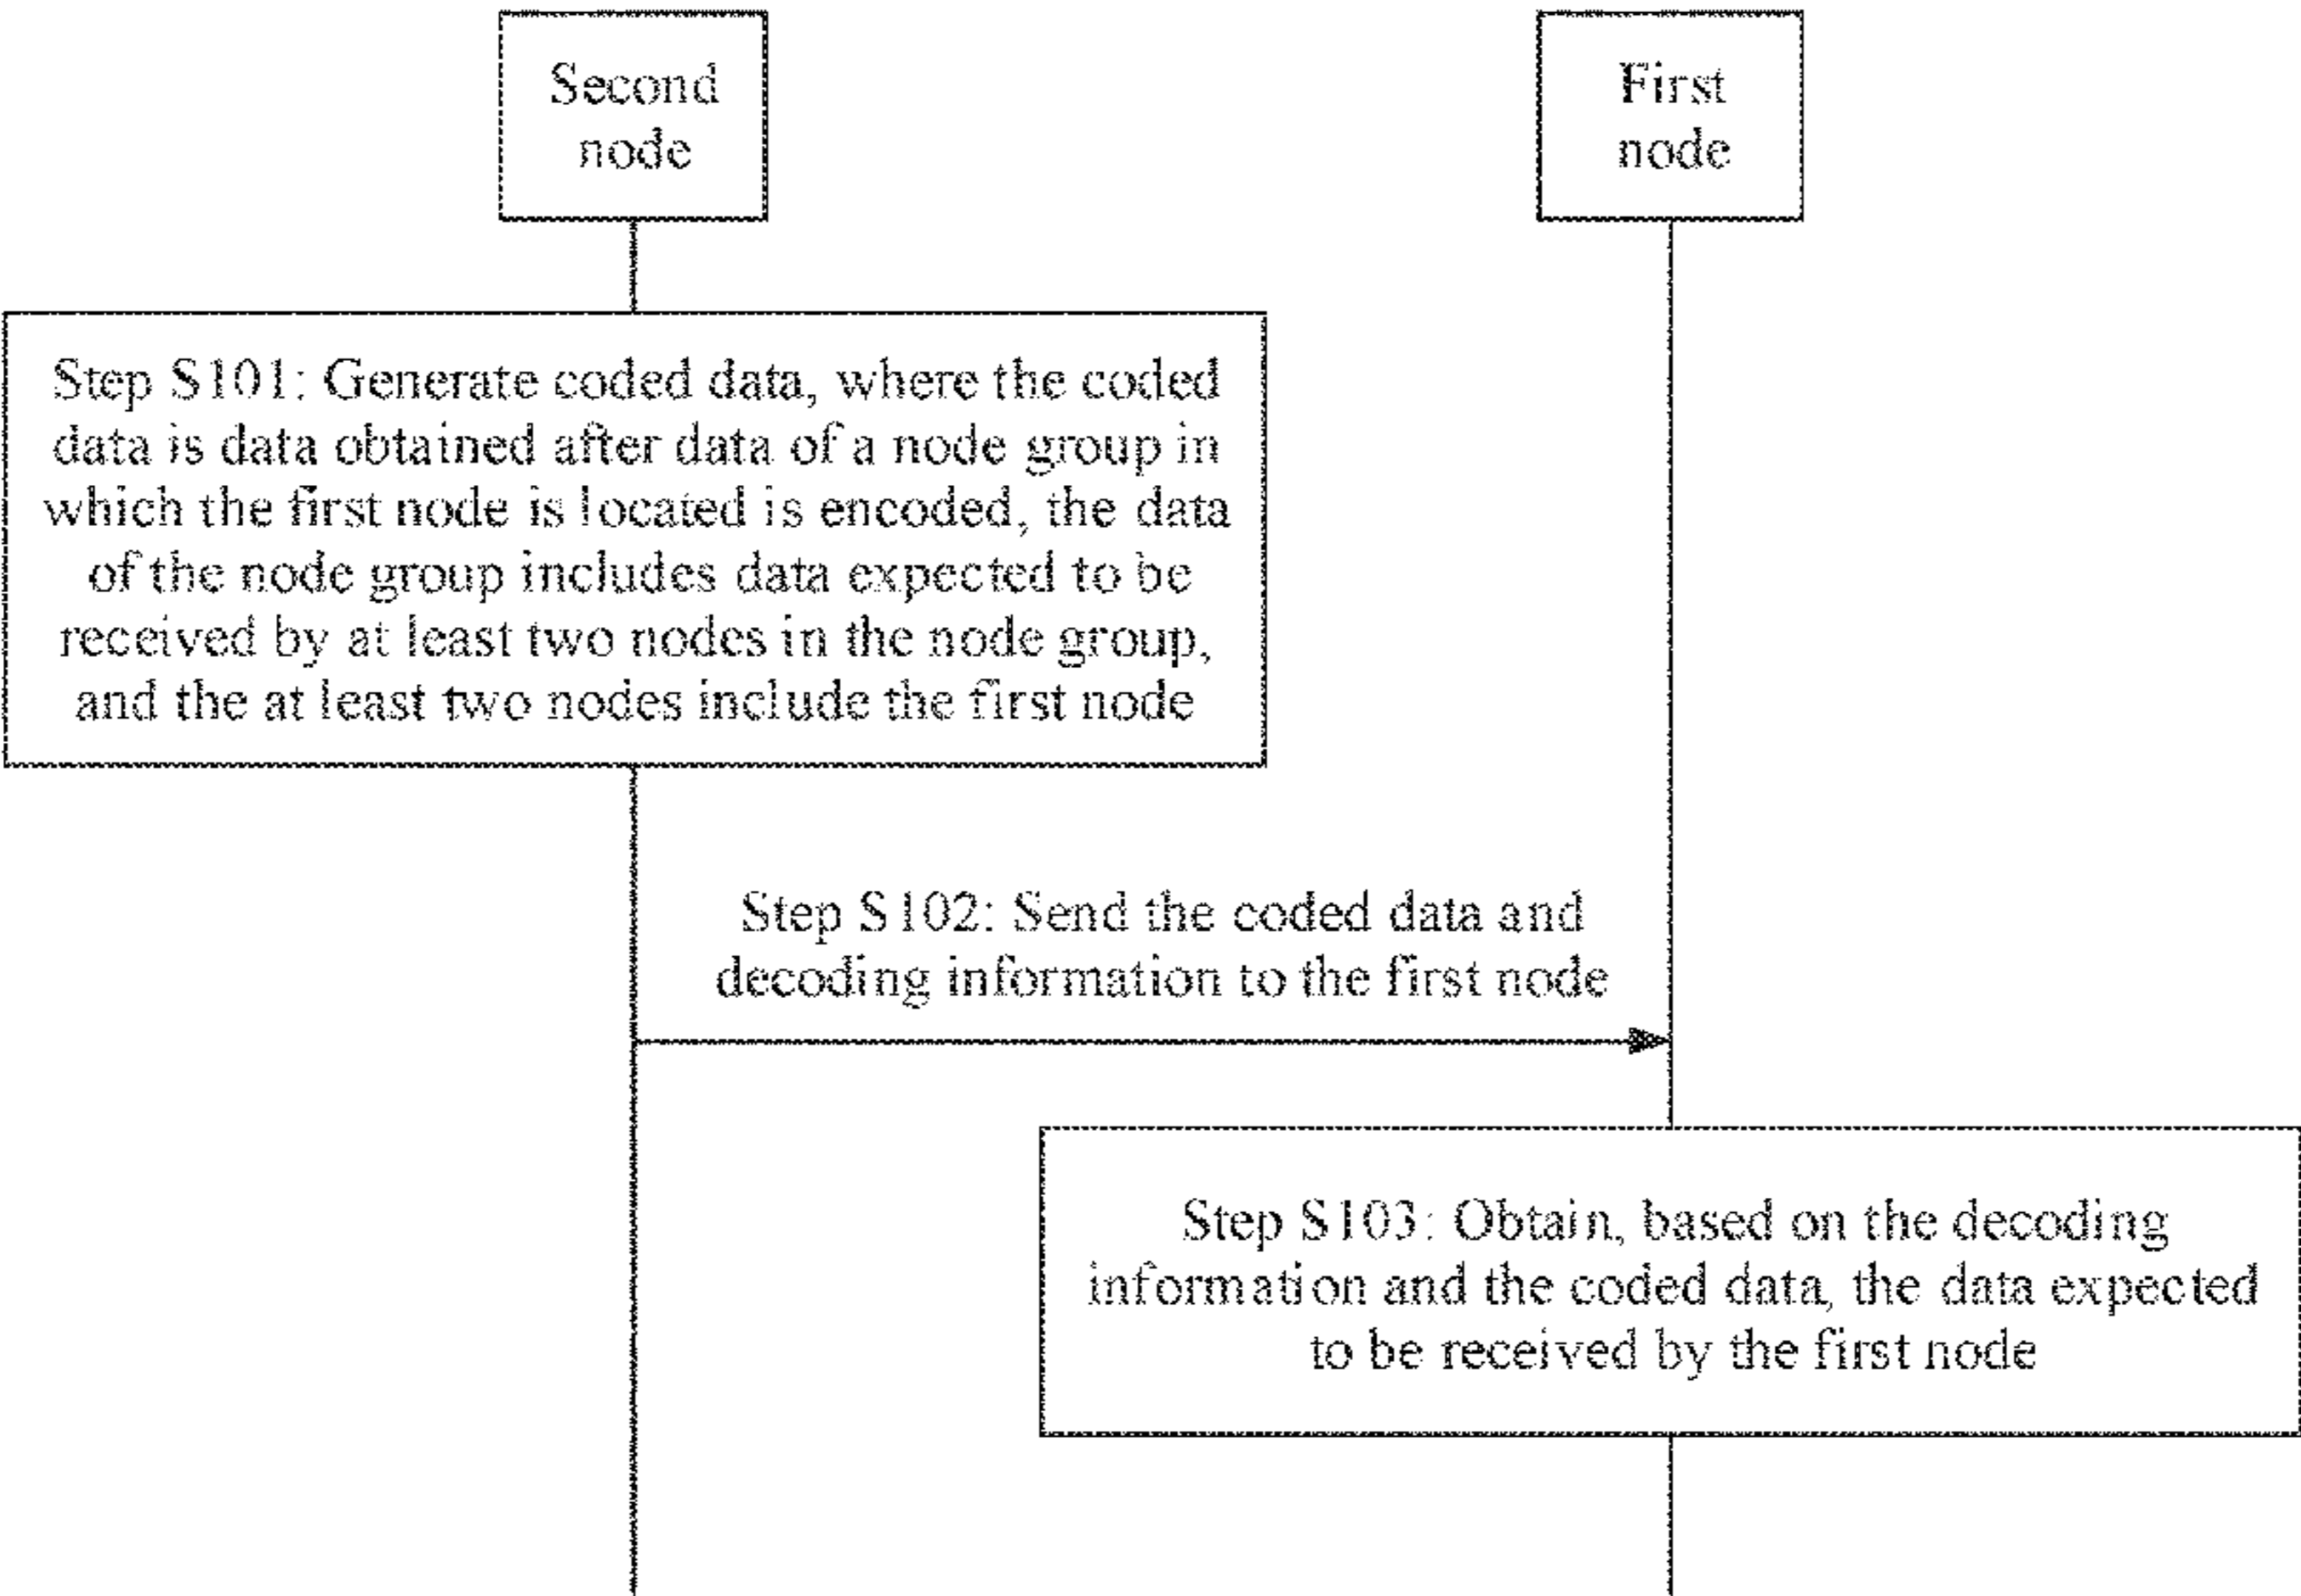 Second
node
First
node
Step S101: Generate coded data, where the coded
data is data obtained after data of a node group in
which the first node is located is encoded, the data
of the node group includes data expected to be
received by at least two nodes in the node group,
and the at least two nodes include the first node
Step S102: Send the coded data and
decoding information to the first node
Step S103: Obtain, based on the decoding
information and the coded data, the data expected
to be received by the first node